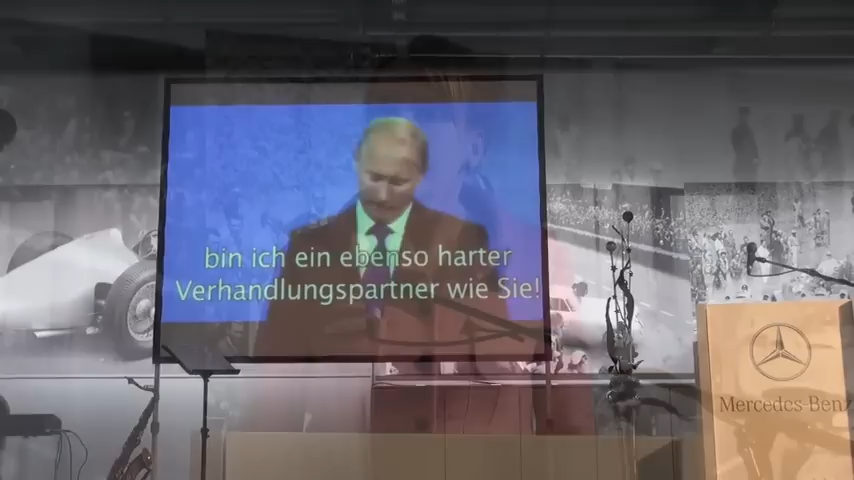 bin ich ein ebenso harter
Verhandlungspartner wie Sie!
Mercedes-Benz